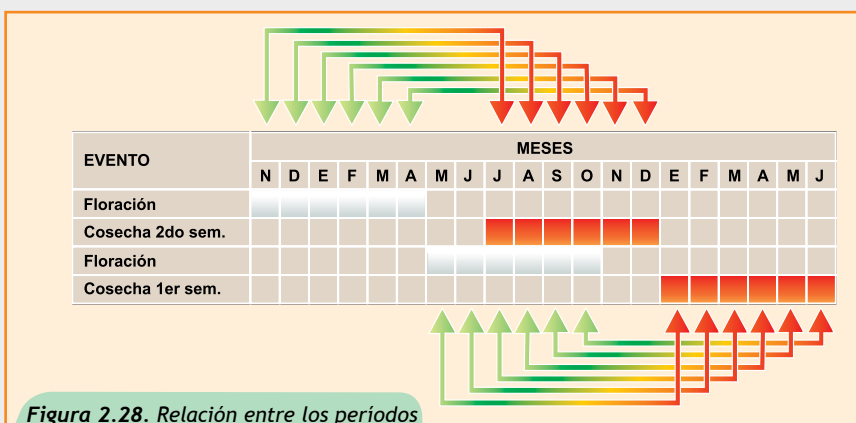 EVENTO
MESES
N D E F M A M J J A S O N D E F M A M J
Floración
Cosecha 2do sem.
Floración
Cosecha 1er sem.
Figura 2.28. Relación entre los períodos